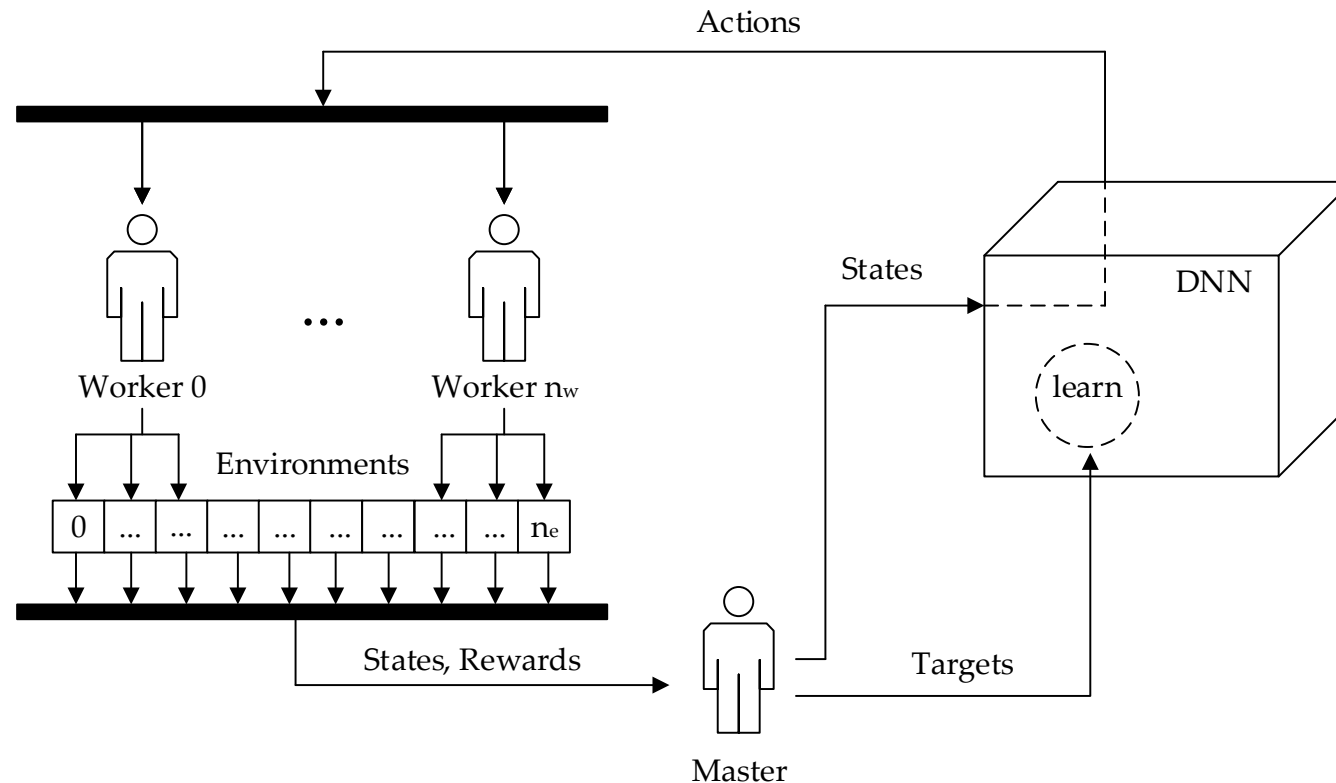 Actions
States
DNN
...
Worker 0
Worker nw
learn
Environments
0 ... ... ... ... ... ... ... ... ne
States, Rewards
Targets
Master